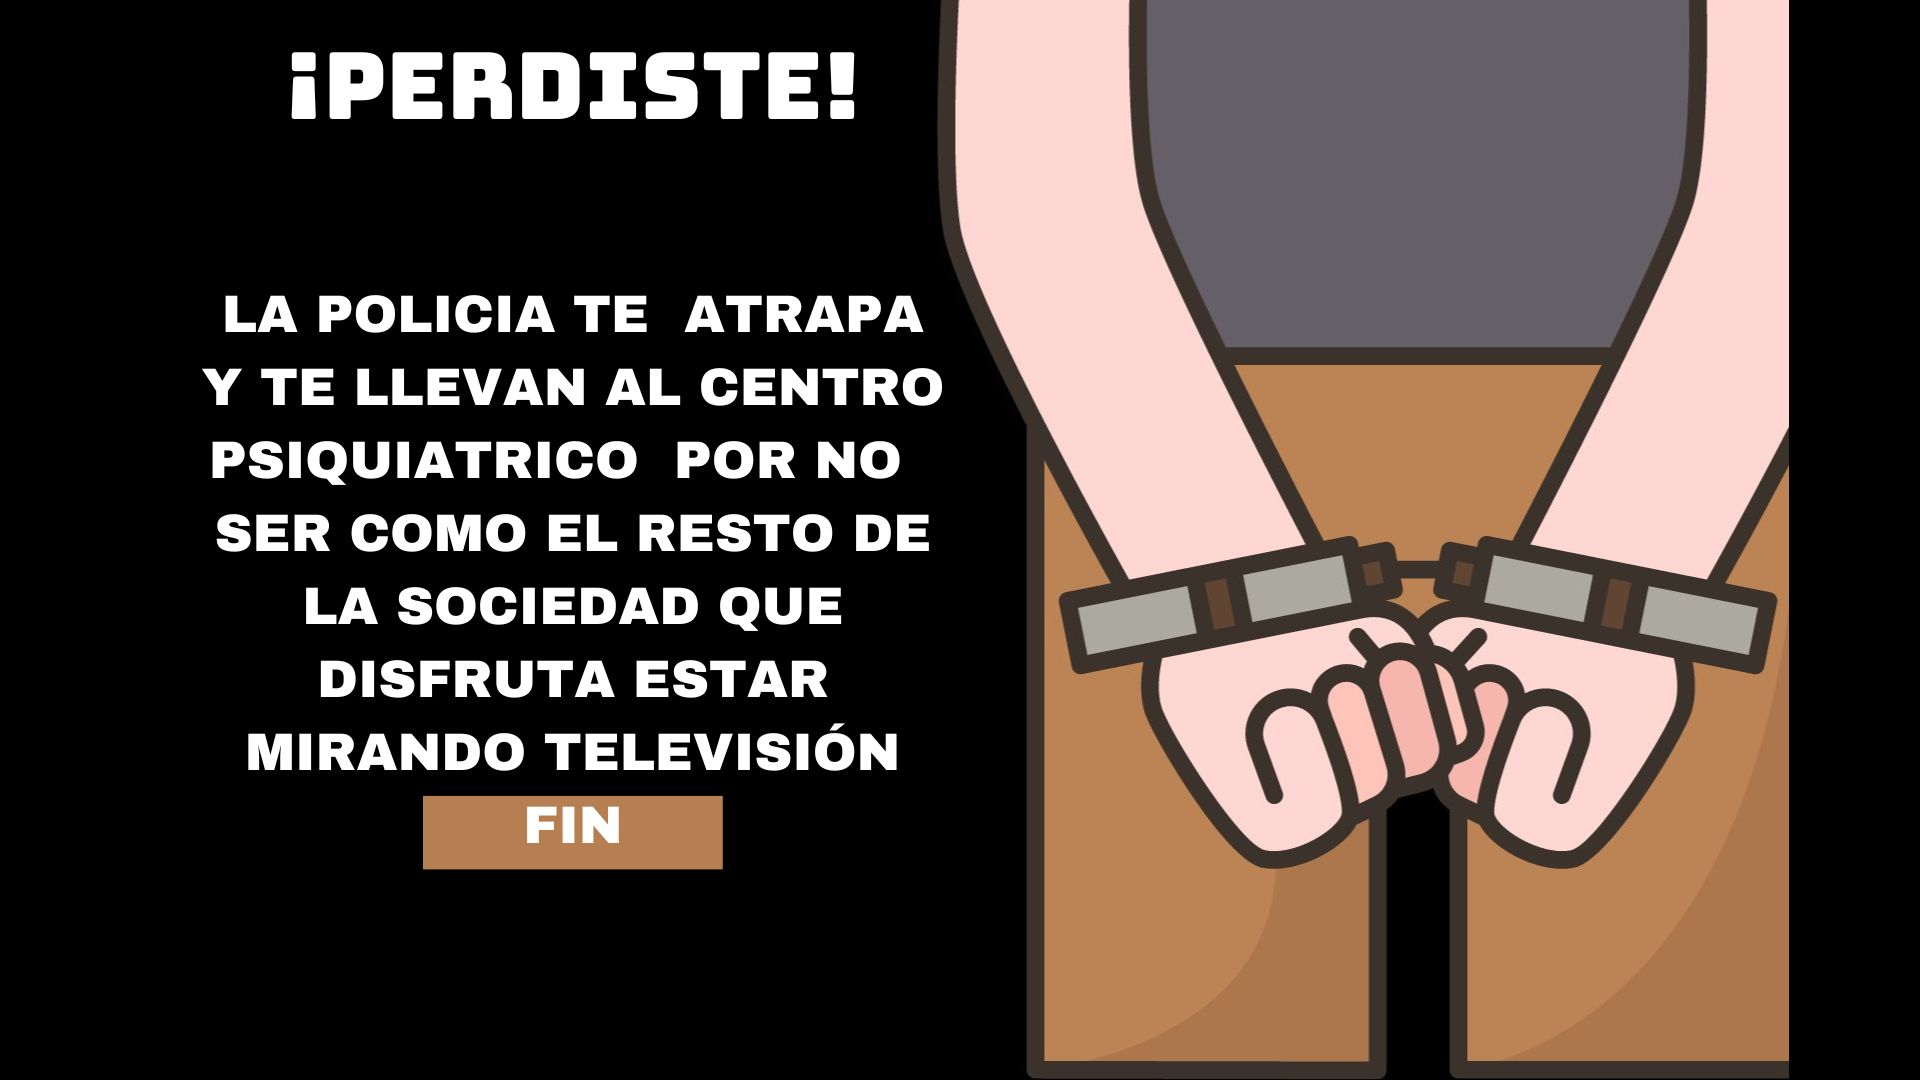 ¡PERDISTE!
LA POLICIA TE ATRAPA
Y TE LLEVAN AL CENTRO
PSIQUIATRICO POR NO
SER COMO EL RESTO DE
LA SOCIEDAD QUE
DISFRUTA ESTAR
MIRANDO TELEVISIÓN
FIN